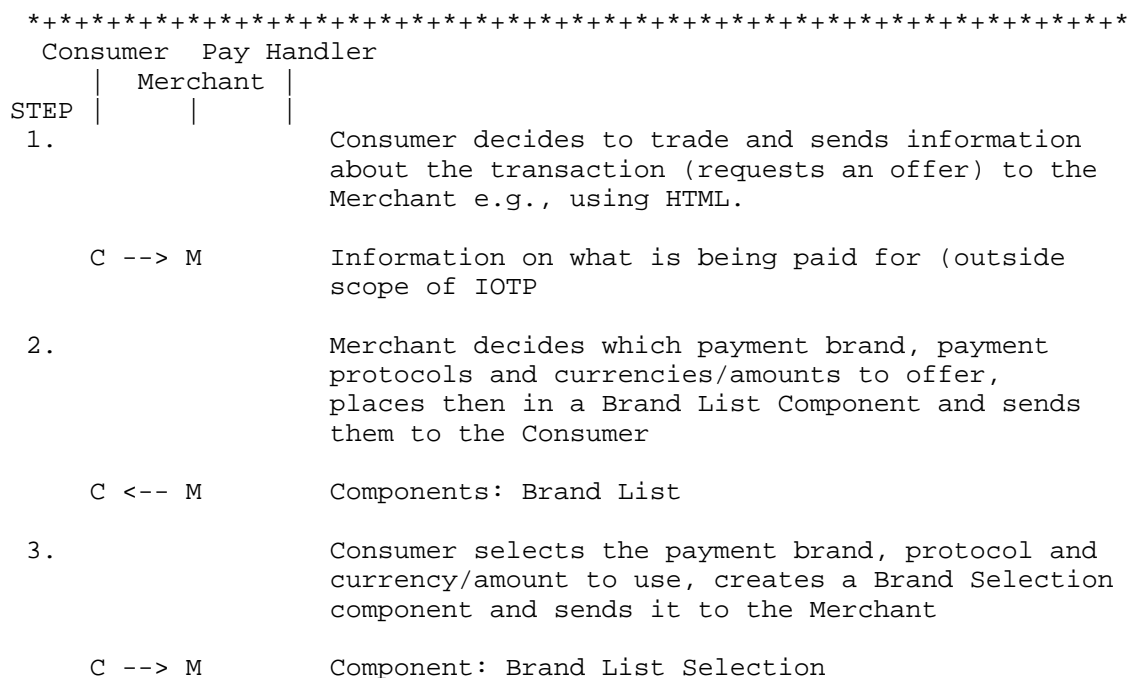 *+*+*+*+*+*+*+*+*+*+*+*+*+*+*+*+*+*+*+*+*+*+*+*+*+*+*+*+*
Consumer Pay Handler
| Merchant |
STEP | | |
1. Consumer decides to trade and sends information
about the transaction (requests an offer) to the
Merchant e.g., using HTML.
C --> M Information on what is being paid for (outside
scope of IOTP
2. Merchant decides which payment brand, payment
protocols and currencies/amounts to offer,
places then in a Brand List Component and sends
them to the Consumer
C <-- M Components: Brand List
3. Consumer selects the payment brand, protocol and
currency/amount to use, creates a Brand Selection
component and sends it to the Merchant
C --> M Component: Brand List Selection